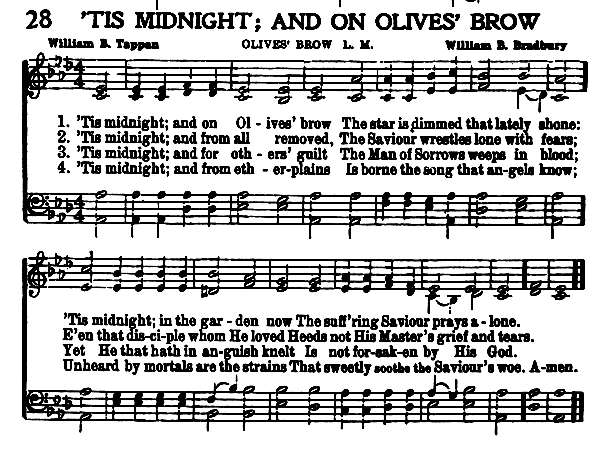 28 'TIS MIDNIGHT; AND ON OLIVES' BROW
William B. Tappan OLIVES' BROW L. M. William B. Bradbury
1. 'Tis midnight; and on Ol - ives' brow The star is dimmed that lately shone:
2. 'Tis midnight; and from all removed, The Saviour wrestles lone with fears;
3. 'Tis midnight; and for oth - ers' guilt The Man of Sorrows weeps in blood;
4. 'Tis midnight; and from eth - er-plains Is borne the song that an-gels know;
'Tis midnight; in the gar - den now The suff'ring Saviour prays a - lone.
E'en that dis-ci-ple whom He loved Heeds not His Master's grief and tears.
Yet He that hath in an-guish knelt Is not for-sak-en by His God.
Unheard by mortals are the strains That sweetly soothe the Saviour's woe. A-men.